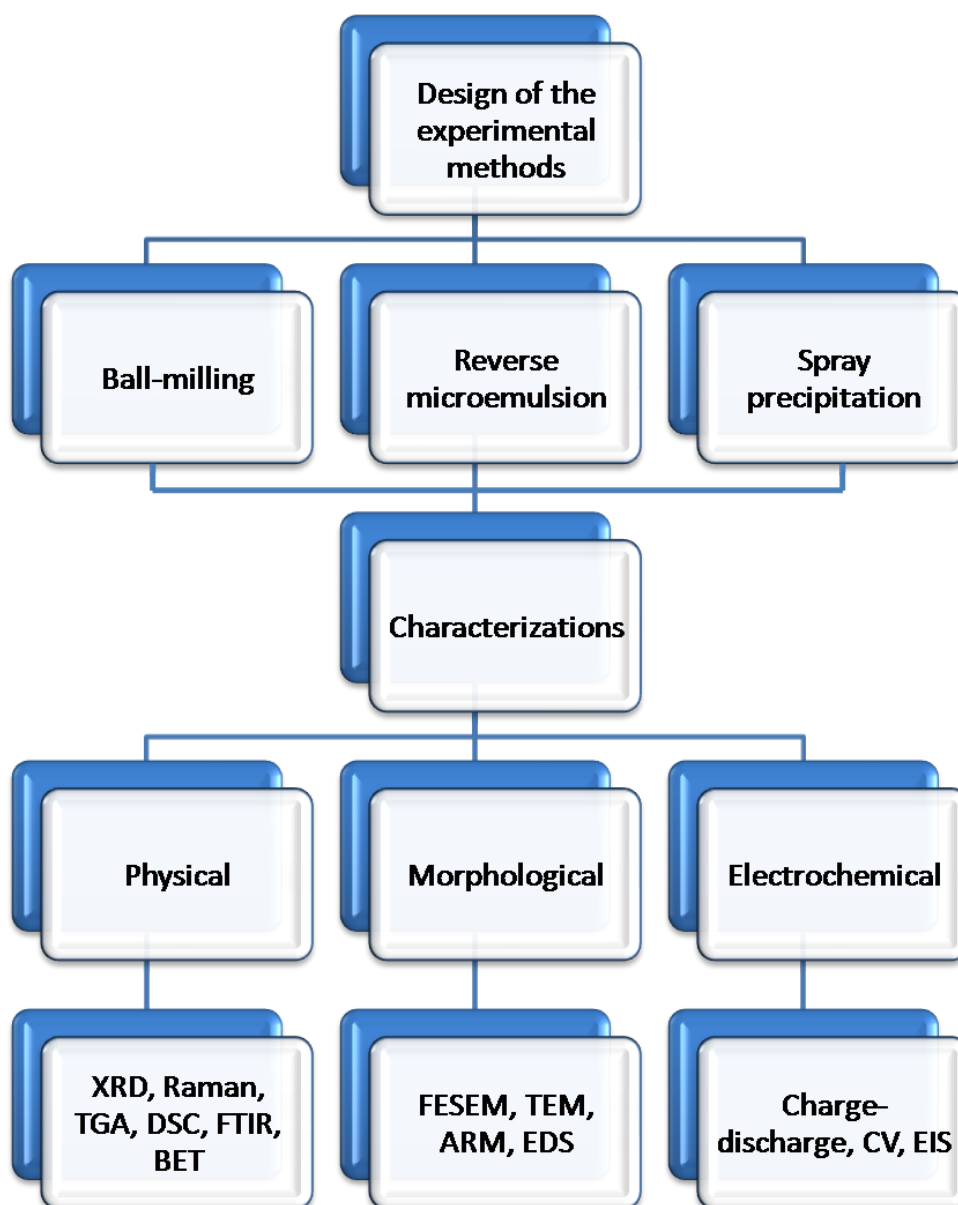 Design of the
experimental
methods
Ball-milling
Reverse
microemulsion
Spray
precipitation
Characterizations
Physical
Morphological
Electrochemical
XRD, Raman,
TGA, DSC, FTIR,
BET
FESEM, TEM,
ARM, EDS
Charge-
discharge, CV, EIS